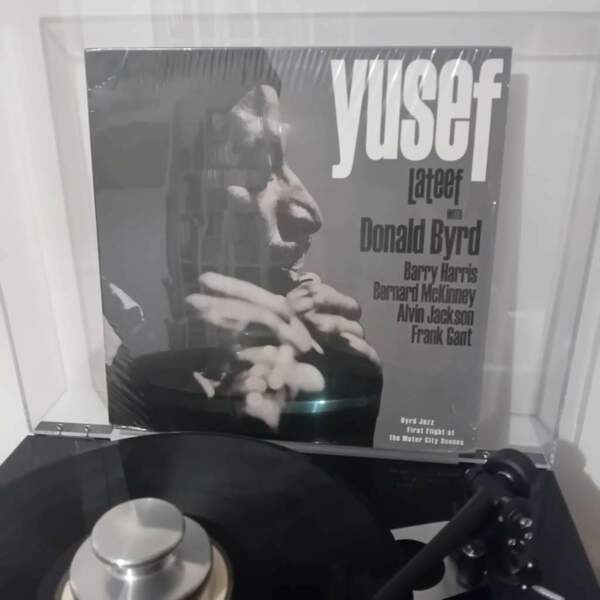 yusef
Lateef
WITH
Donald Byrd
Barry Harris
Bernard McKinney
Alvin Jackson
Frank Gant
Byrd Jazz
First Flight of
the Motor City Scenes